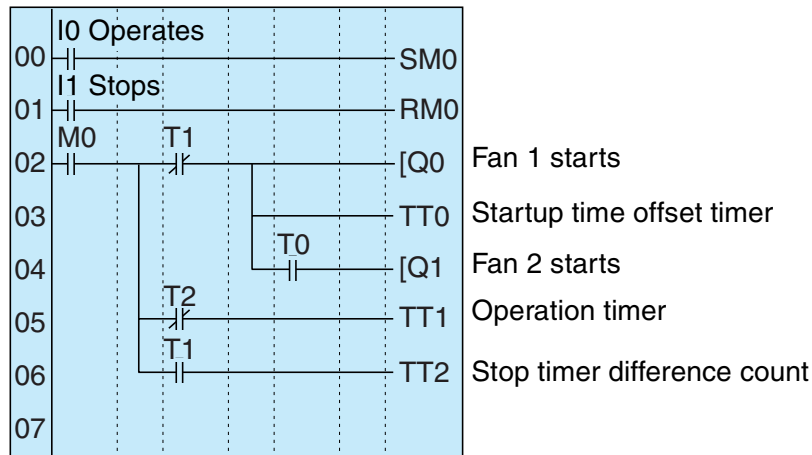 I0 Operates
00 SM0
I1 Stops
01 RM0
M0 T1
02 [Q0 Fan 1 starts
03 TT0 Startup time offset timer
T0
04 [Q1 Fan 2 starts
T2
05 TT1 Operation timer
T1
06 TT2 Stop timer difference count
07